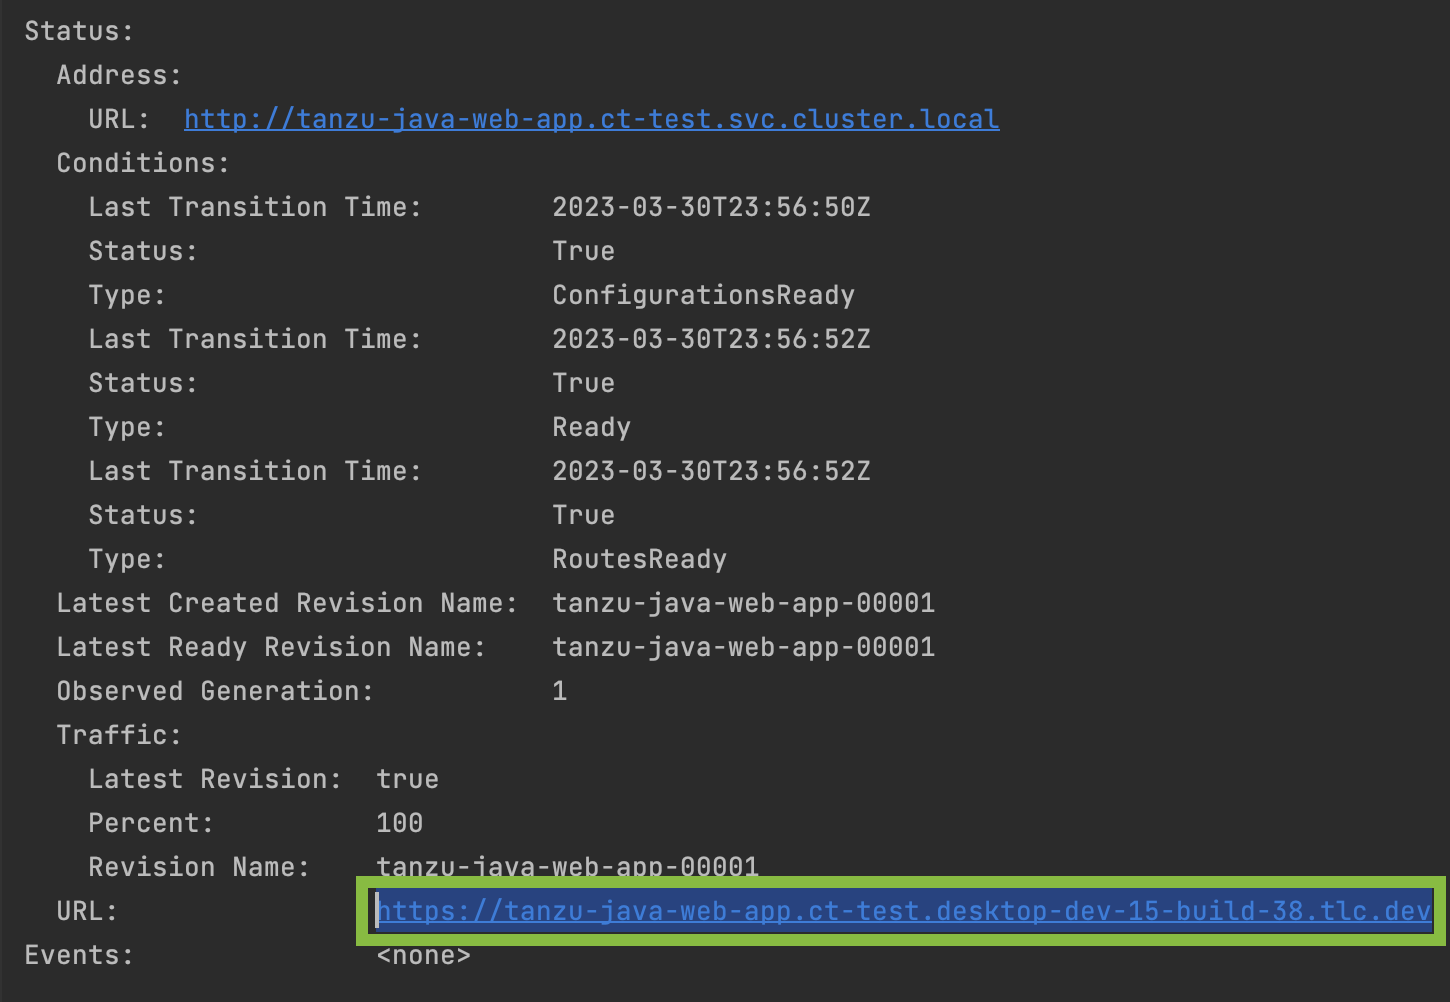 Status:
Address:
URL: http://tanzu-java-web-app.ct-test.svc.cluster.local
Conditions:
Last Transition Time: 2023-03-30T23:56:50Z
Status: True
Type: ConfigurationsReady
Last Transition Time: 2023-03-30T23:56:52Z
Status: True
Type: Ready
Last Transition Time: 2023-03-30T23:56:52Z
Status: True
Type: RoutesReady
Latest Created Revision Name: tanzu-java-web-app-00001
Latest Ready Revision Name: tanzu-java-web-app-00001
Observed Generation: 1
Traffic:
Latest Revision: true
Percent: 100
Revision Name: tanzu-java-web-app-00001
URL: https://tanzu-java-web-app.ct-test.desktop-dev-15-build-38.tlc.dev
Events: <none>